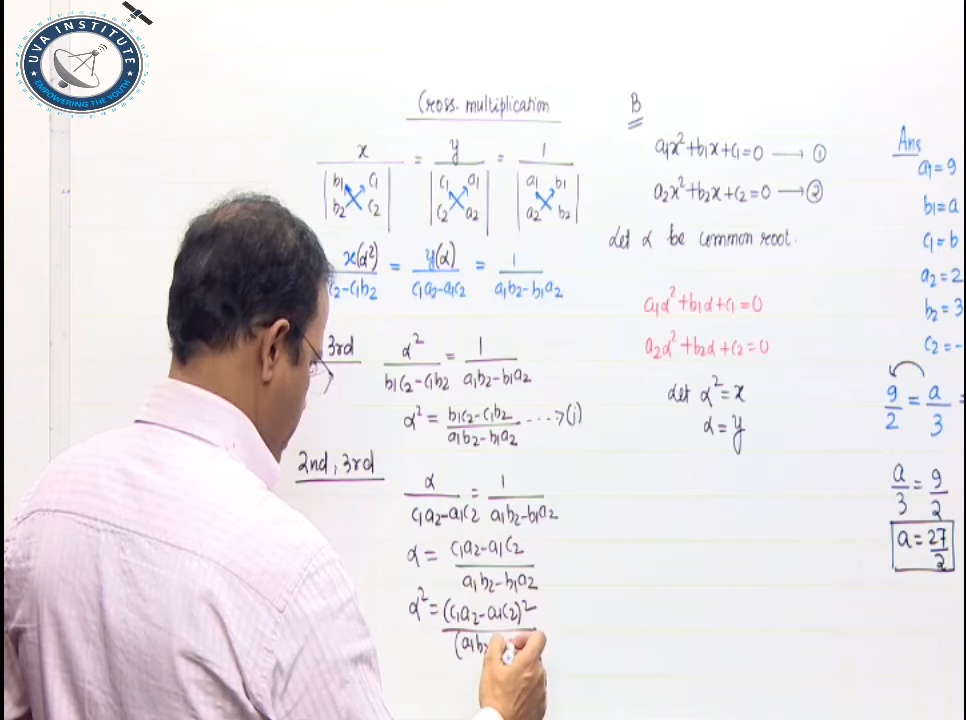 UVA INSTITUTE
EMPOWERING THE YOUTH
Cross. multiplication
x = y = 1
b1 c1 c1 a1 a1 b1
b2 c2 c2 a2 a2 b2
x(α²) = y(α) = 1
c2-c1b2 c1a2-a1c2 a1b2-b1a2
3rd
α² = 1
b1c2-c1b2 a1b2-b1a2
α² = b1c2-c1b2 ----> (i)
a1b2-b1a2
2nd, 3rd
α = 1
c1a2-a1c2 a1b2-b1a2
α = c1a2-a1c2
a1b2-b1a2
α² = (c1a2-a1c2)²
(a1b2
B
a1x²+b1x+c1=0 → ①
a2x²+b2x+c2=0 → ②
Let α be common root.
a1α²+b1α+c1=0
a2α²+b2α+c2=0
Let α²=x
α=y
Ans
a1=9
b1=a
c1=b
a2=2
b2=3
c2=-
9/2 = a/3 =
a/3 = 9/2
a=27/2